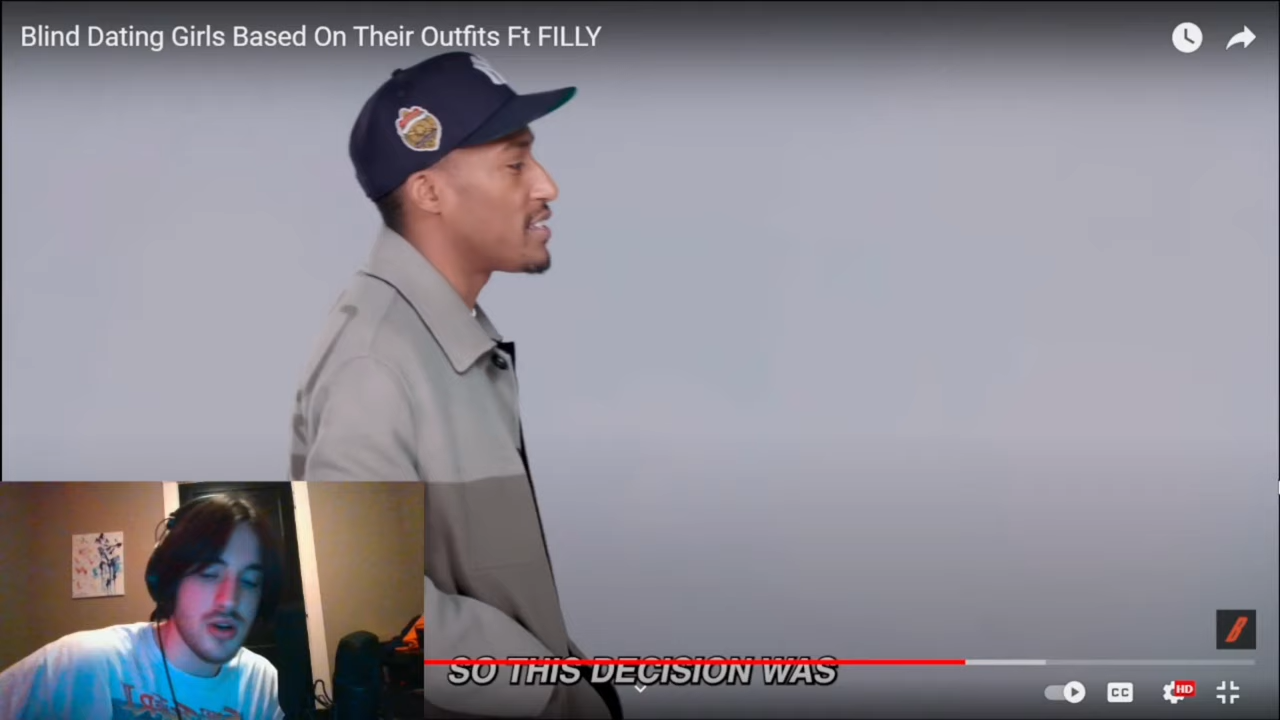 Blind Dating Girls Based On Their Outfits Ft FILLY
SO THIS DECISION WAS
CC
HD